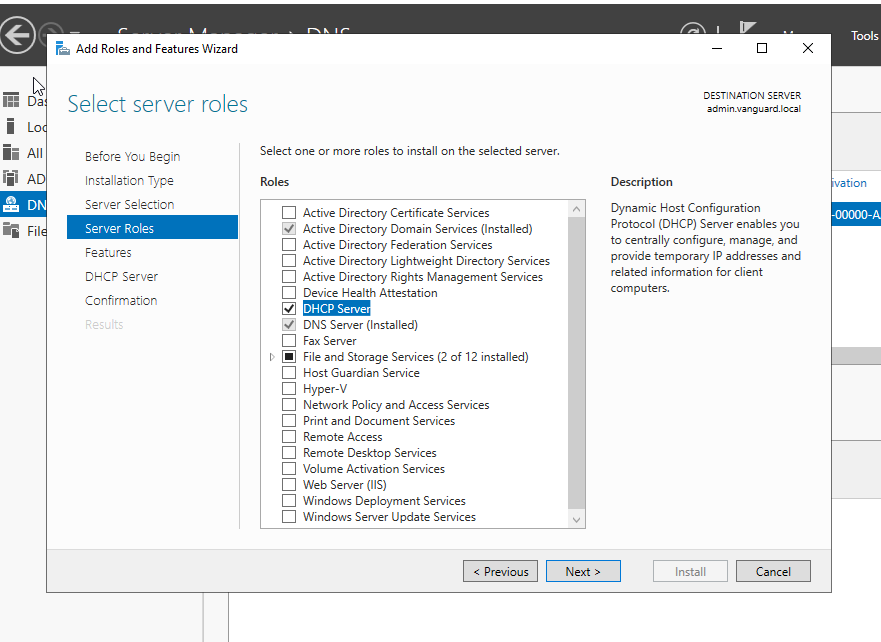 Tools
Add Roles and Features Wizard
Select server roles
DESTINATION SERVER
admin.vanguard.local
Loc
All
AD
DN
File
Before You Begin
Installation Type
Server Selection
Server Roles
Features
DHCP Server
Confirmation
Results
Select one or more roles to install on the selected server.
Roles
Active Directory Certificate Services
Active Directory Domain Services (Installed)
Active Directory Federation Services
Active Directory Lightweight Directory Services
Active Directory Rights Management Services
Device Health Attestation
DHCP Server
DNS Server (Installed)
Fax Server
File and Storage Services (2 of 12 installed)
Host Guardian Service
Hyper-V
Network Policy and Access Services
Print and Document Services
Remote Access
Remote Desktop Services
Volume Activation Services
Web Server (IIS)
Windows Deployment Services
Windows Server Update Services
Description
Dynamic Host Configuration
Protocol (DHCP) Server enables you
to centrally configure, manage, and
provide temporary IP addresses and
related information for client
computers.
ivation
-00000-A
< Previous
Next >
Install
Cancel